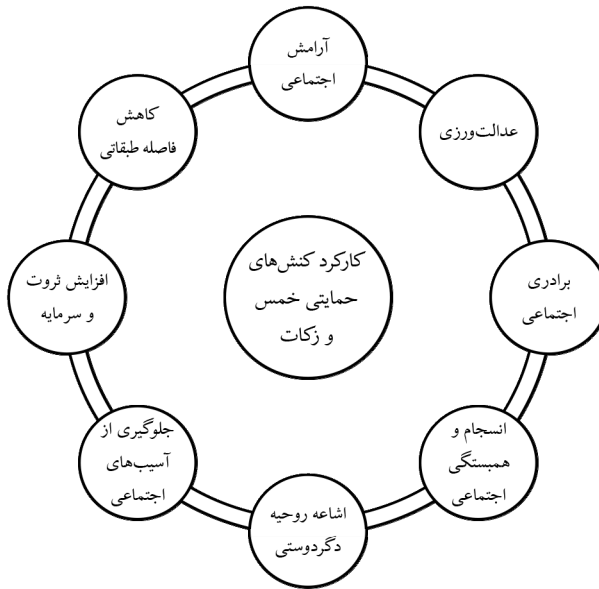 آرامش
اجتماعی
عدالت‌ورزی
برادری
اجتماعی
انسجام و
همبستگی
اجتماعی
اشاعه روحیه
دگردوستی
جلوگیری از
آسیب‌های
اجتماعی
افزایش ثروت
و سرمایه
کاهش
فاصله طبقاتی
کارکرد کنش‌های
حمایتی خمس
و زکات